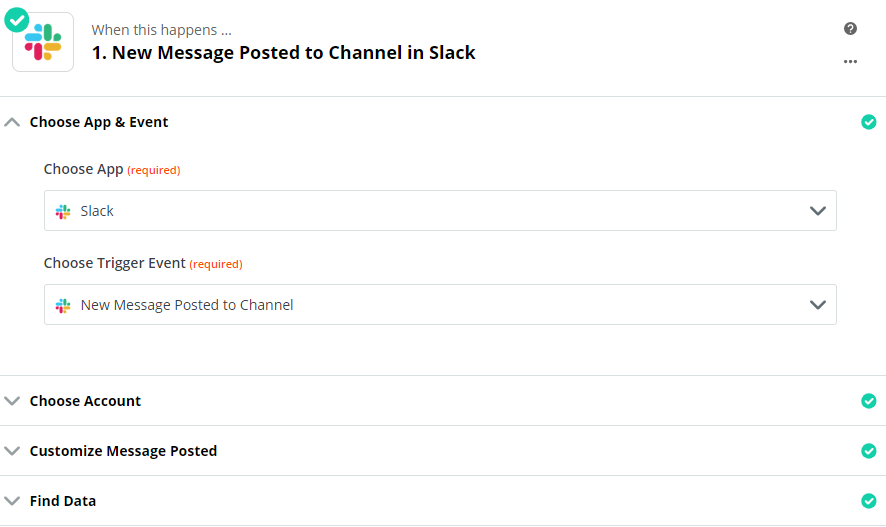 When this happens ...
1. New Message Posted to Channel in Slack
Choose App & Event
Choose App (required)
Slack
Choose Trigger Event (required)
New Message Posted to Channel
Choose Account
Customize Message Posted
Find Data